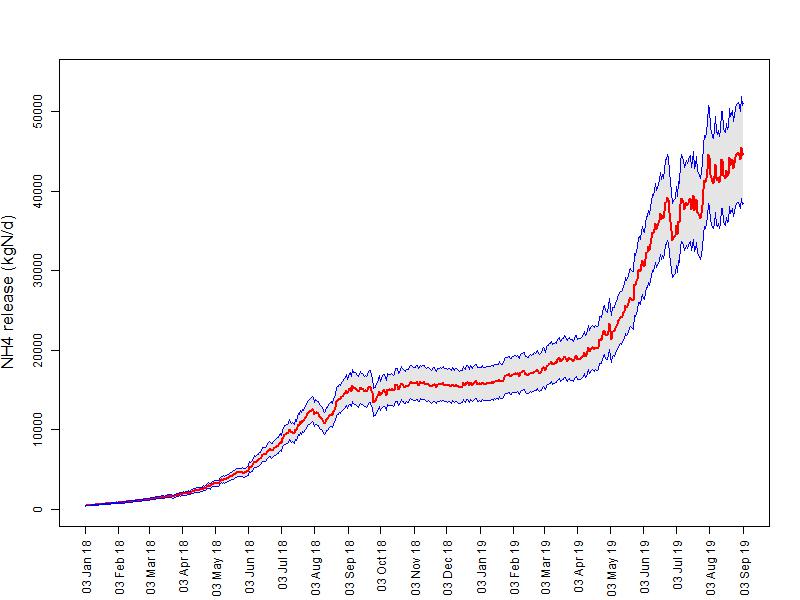 NH4 release (kgN/d)
50000
40000
30000
20000
10000
0
03 Jan 18
03 Feb 18
03 Mar 18
03 Apr 18
03 May 18
03 Jun 18
03 Jul 18
03 Aug 18
03 Sep 18
03 Oct 18
03 Nov 18
03 Dec 18
03 Jan 19
03 Feb 19
03 Mar 19
03 Apr 19
03 May 19
03 Jun 19
03 Jul 19
03 Aug 19
03 Sep 19